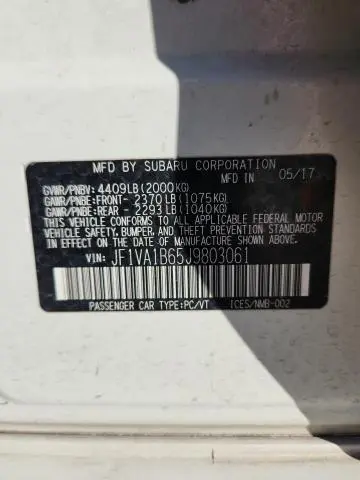 MFD BY SUBARU CORPORATION
MFD IN 05/17
GVWR/PNBV: 4409LB(2000KG)
GAWR/PNBE:FRONT- 2370LB(1075KG)
GAWR/PNBE:REAR - 2293LB(1040KG)
THIS VEHICLE CONFORMS TO ALL APPLICABLE FEDERAL MOTOR
VEHICLE SAFETY, BUMPER, AND THEFT PREVENTION STANDARDS
IN EFFECT ON THE DATE OF MANUFACTURE SHOWN ABOVE.
VIN: JF1VA1B65J9803061
PASSENGER CAR TYPE:PC/VT ICES/NMB-002